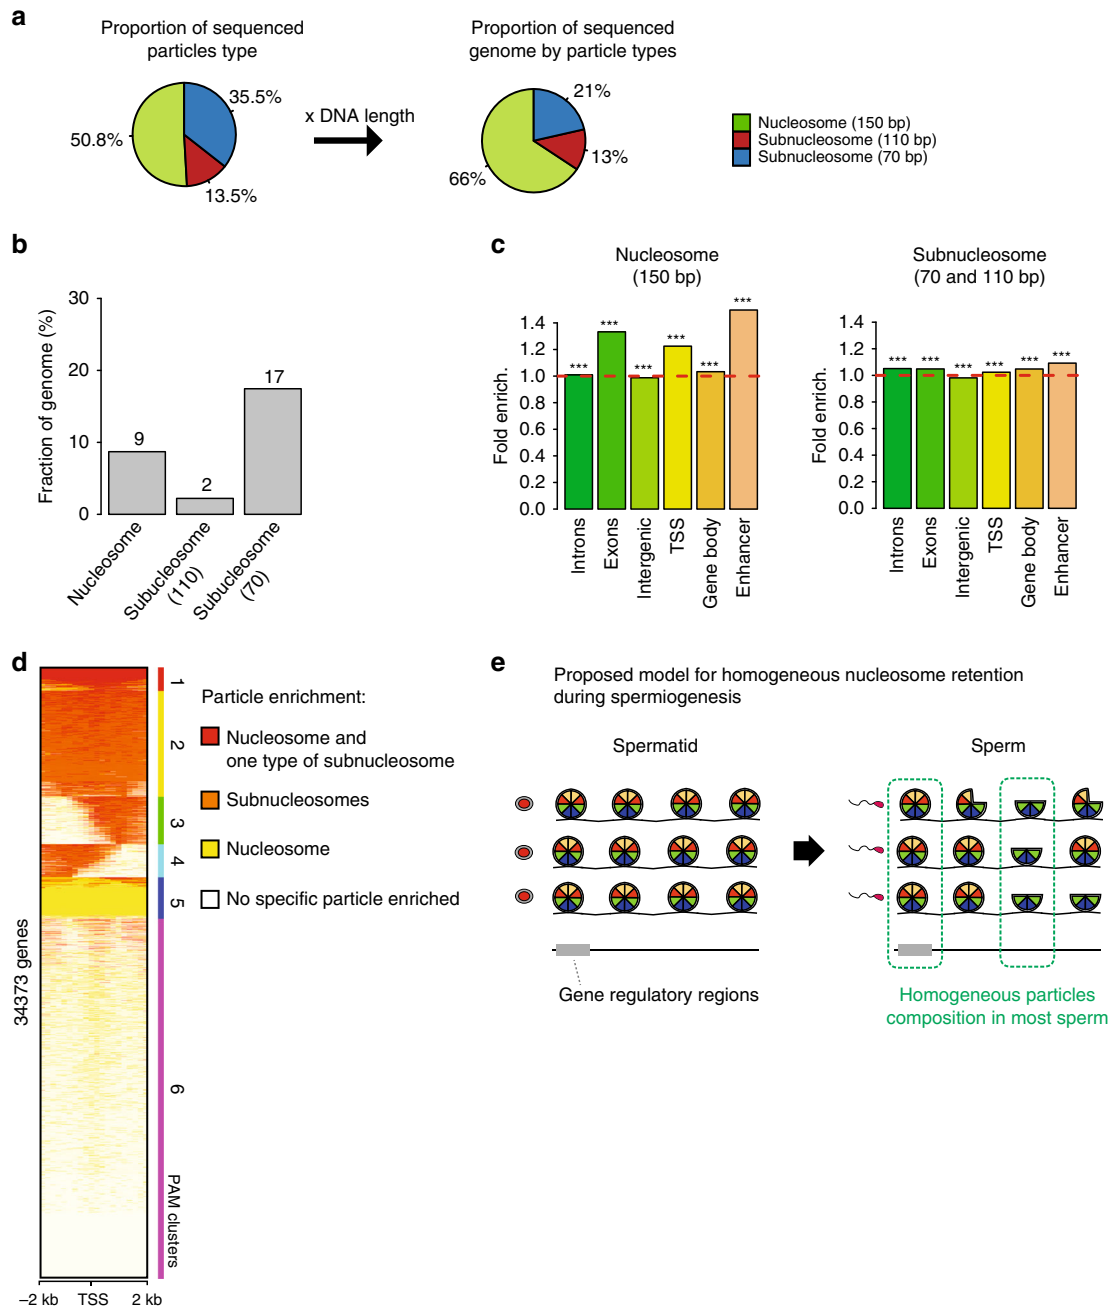 a
Proportion of sequenced
particles type
35.5%
50.8%
13.5%
x DNA length
Proportion of sequenced
genome by particle types
21%
13%
66%
Nucleosome (150 bp)
Subnucleosome (110 bp)
Subnucleosome (70 bp)
b
Fraction of genome (%)
30
20
10
0
9
2
17
Nucleosome
Subucleosome
(110)
Subucleosome
(70)
c
Nucleosome
(150 bp)
Fold enrich.
1.4
1.2
1.0
0.8
0.6
0.4
0.2
0.0
***
***
***
***
***
***
Introns
Exons
Intergenic
TSS
Gene body
Enhancer
Subnucleosome
(70 and 110 bp)
Fold enrich.
1.4
1.2
1.0
0.8
0.6
0.4
0.2
0.0
***
***
***
***
***
***
Introns
Exons
Intergenic
TSS
Gene body
Enhancer
d
34373 genes
1
2
3
4
5
6
PAM clusters
–2 kb
TSS
2 kb
Particle enrichment:
Nucleosome and
one type of subnucleosome
Subnucleosomes
Nucleosome
No specific particle enriched
e
Proposed model for homogeneous nucleosome retention
during spermiogenesis
Spermatid
Sperm
Gene regulatory regions
Homogeneous particles
composition in most sperm